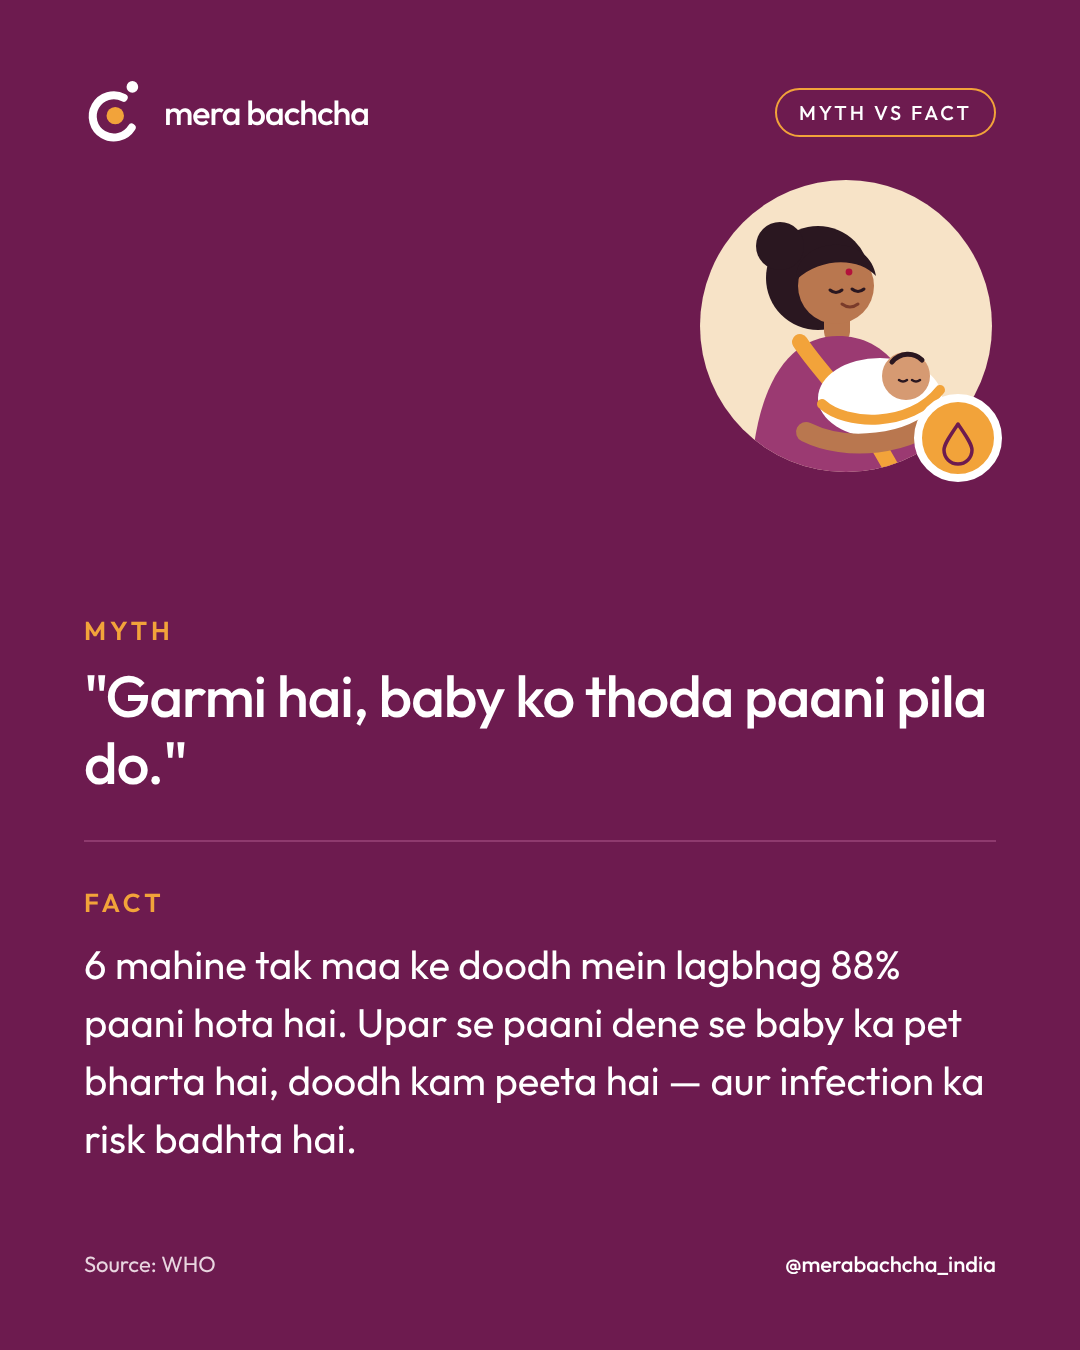 mera bachcha
MYTH VS FACT
MYTH
"Garmi hai, baby ko thoda paani pila
do."
FACT
6 mahine tak maa ke doodh mein lagbhag 88%
paani hota hai. Upar se paani dene se baby ka pet
bharta hai, doodh kam peeta hai — aur infection ka
risk badhta hai.
Source: WHO
@merabachcha_india